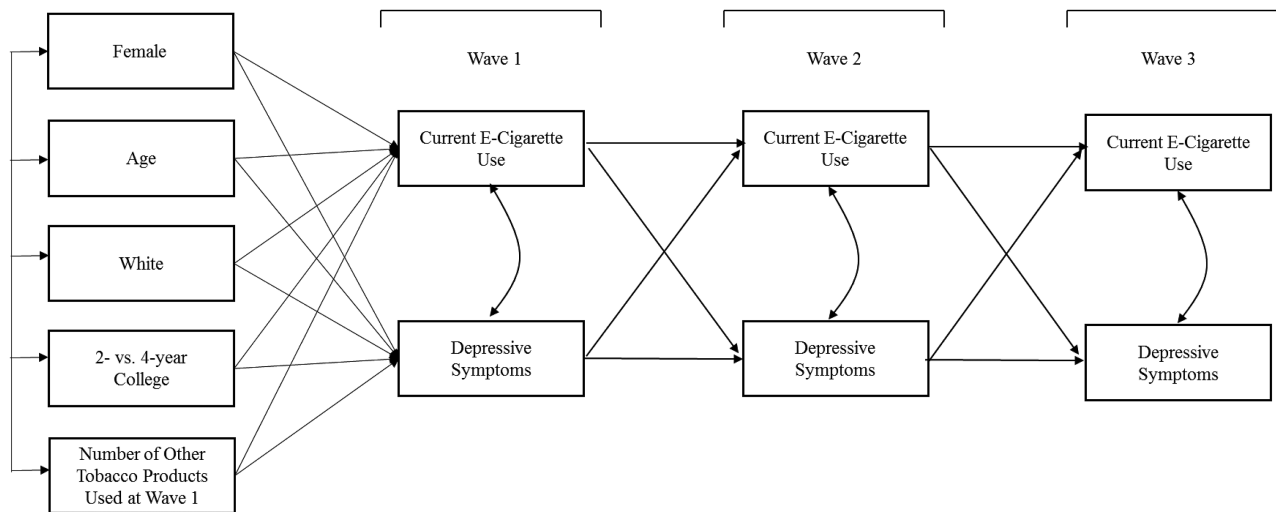 Female
Age
White
2- vs. 4-year
College
Number of Other
Tobacco Products
Used at Wave 1
Wave 1
Current E-Cigarette
Use
Depressive
Symptoms
Wave 2
Current E-Cigarette
Use
Depressive
Symptoms
Wave 3
Current E-Cigarette
Use
Depressive
Symptoms